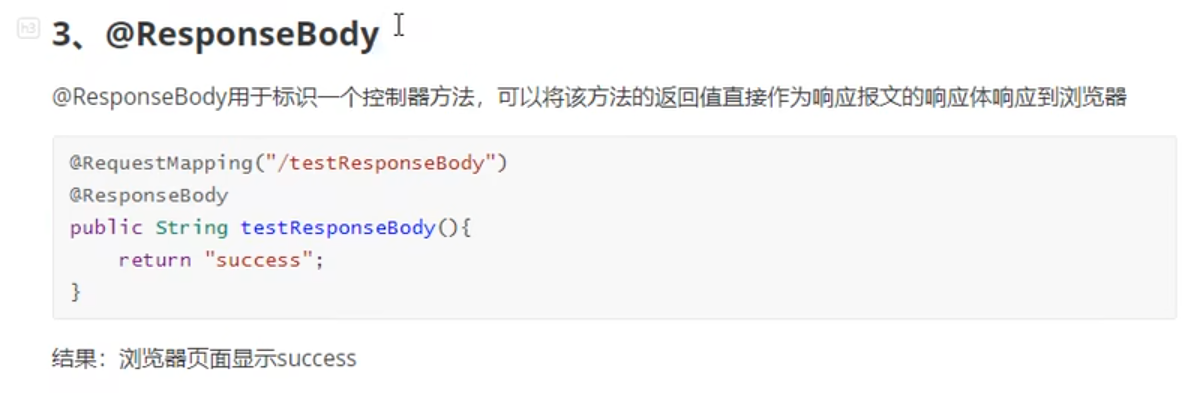 h3
3、@ResponseBody
@ResponseBody用于标识一个控制器方法，可以将该方法的返回值直接作为响应报文的响应体响应到浏览器
@RequestMapping("/testResponseBody")
@ResponseBody
public String testResponseBody(){
    return "success";
}
结果：浏览器页面显示success